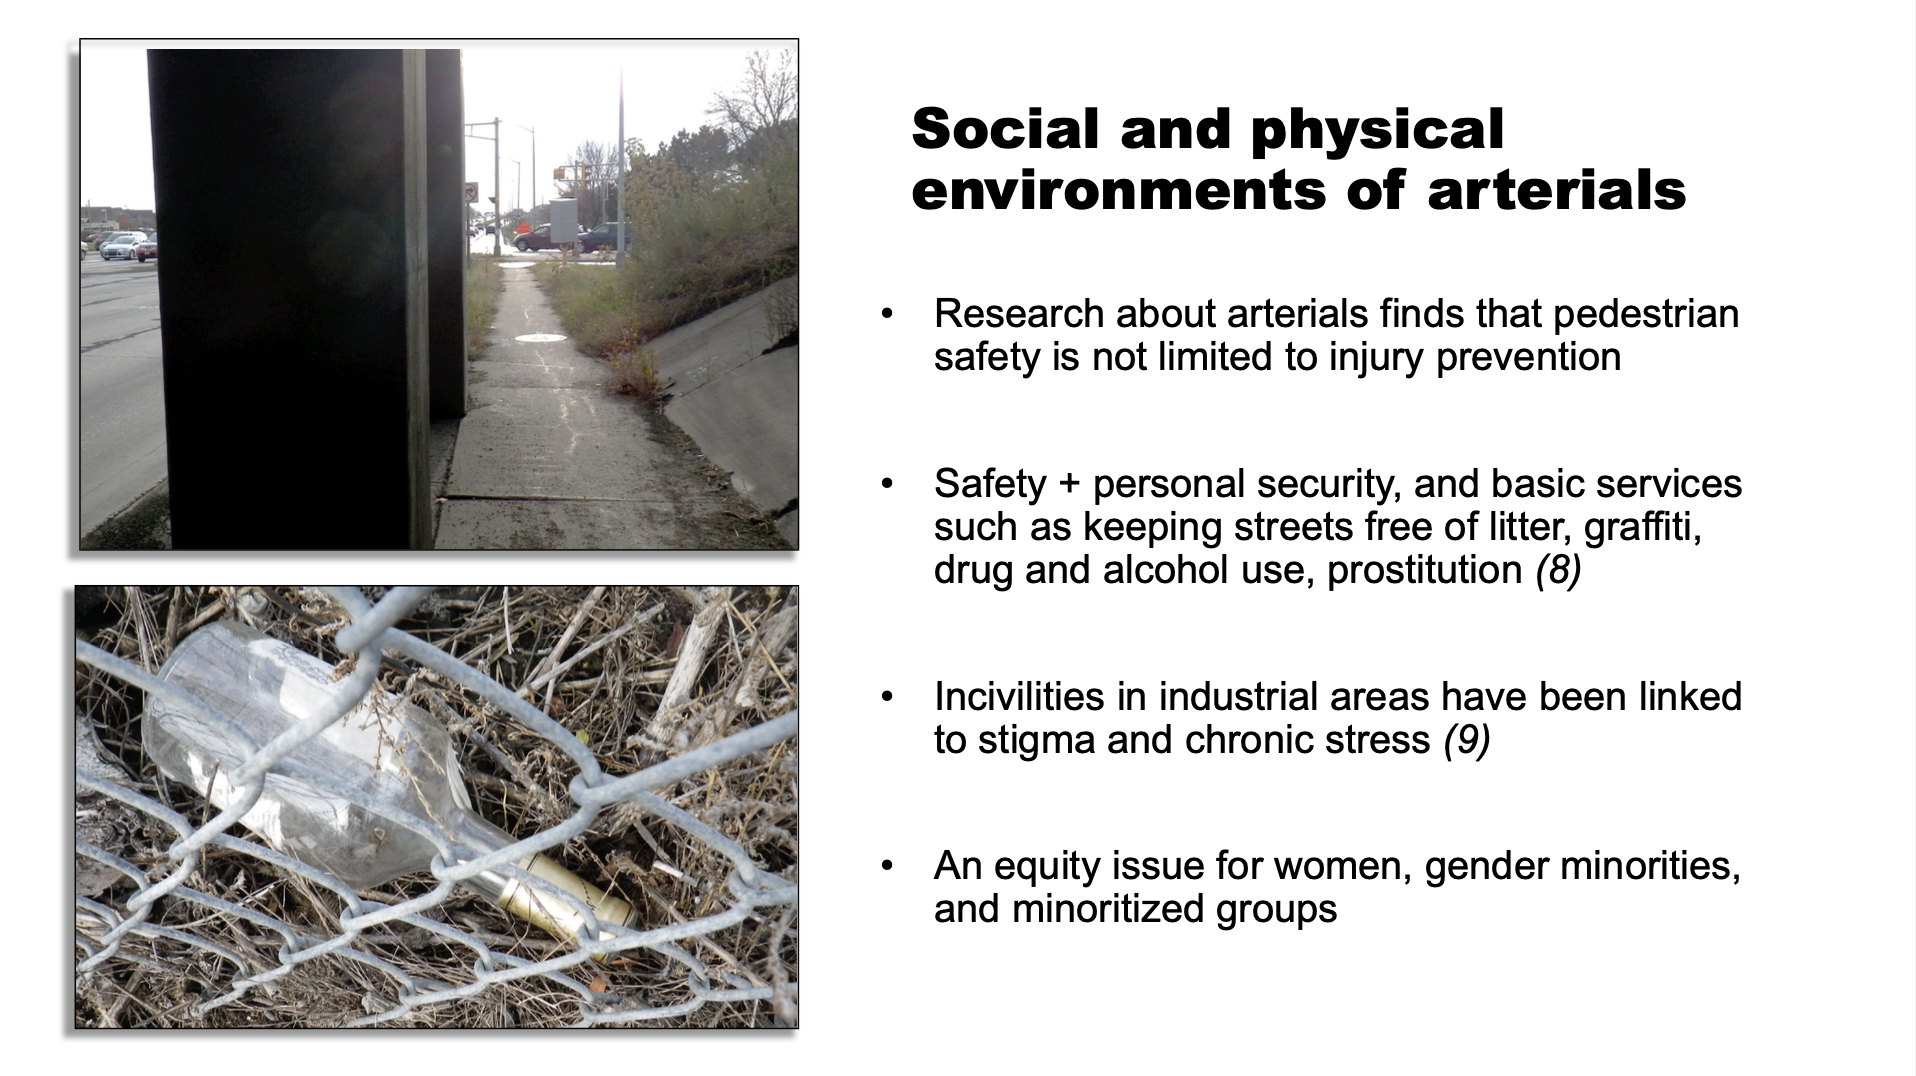 Social and physical
environments of arterials
• Research about arterials finds that pedestrian
safety is not limited to injury prevention
• Safety + personal security, and basic services
such as keeping streets free of litter, graffiti,
drug and alcohol use, prostitution (8)
• Incivilities in industrial areas have been linked
to stigma and chronic stress (9)
• An equity issue for women, gender minorities,
and minoritized groups